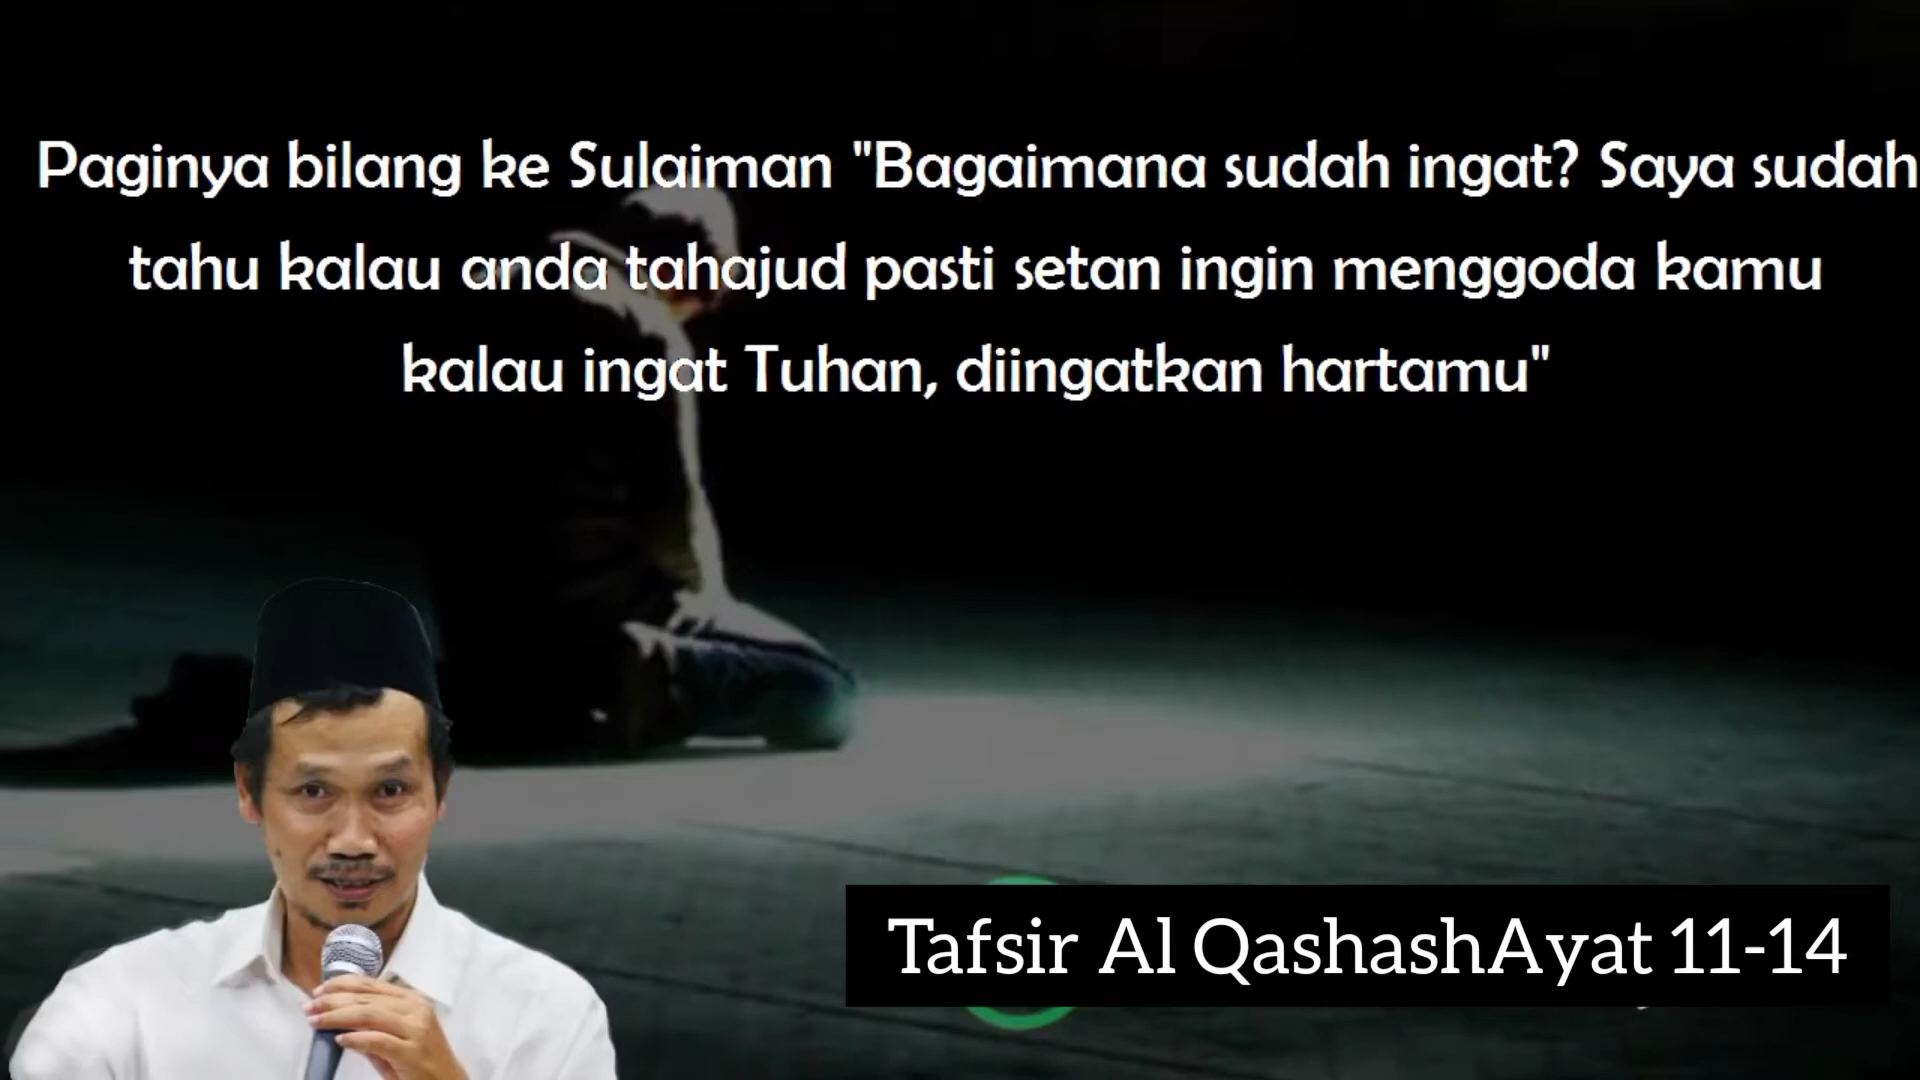 Paginya bilang ke Sulaiman "Bagaimana sudah ingat? Saya sudah
tahu kalau anda tahajud pasti setan ingin menggoda kamu
kalau ingat Tuhan, diingatkan hartamu"
Tafsir Al QashashAyat 11-14